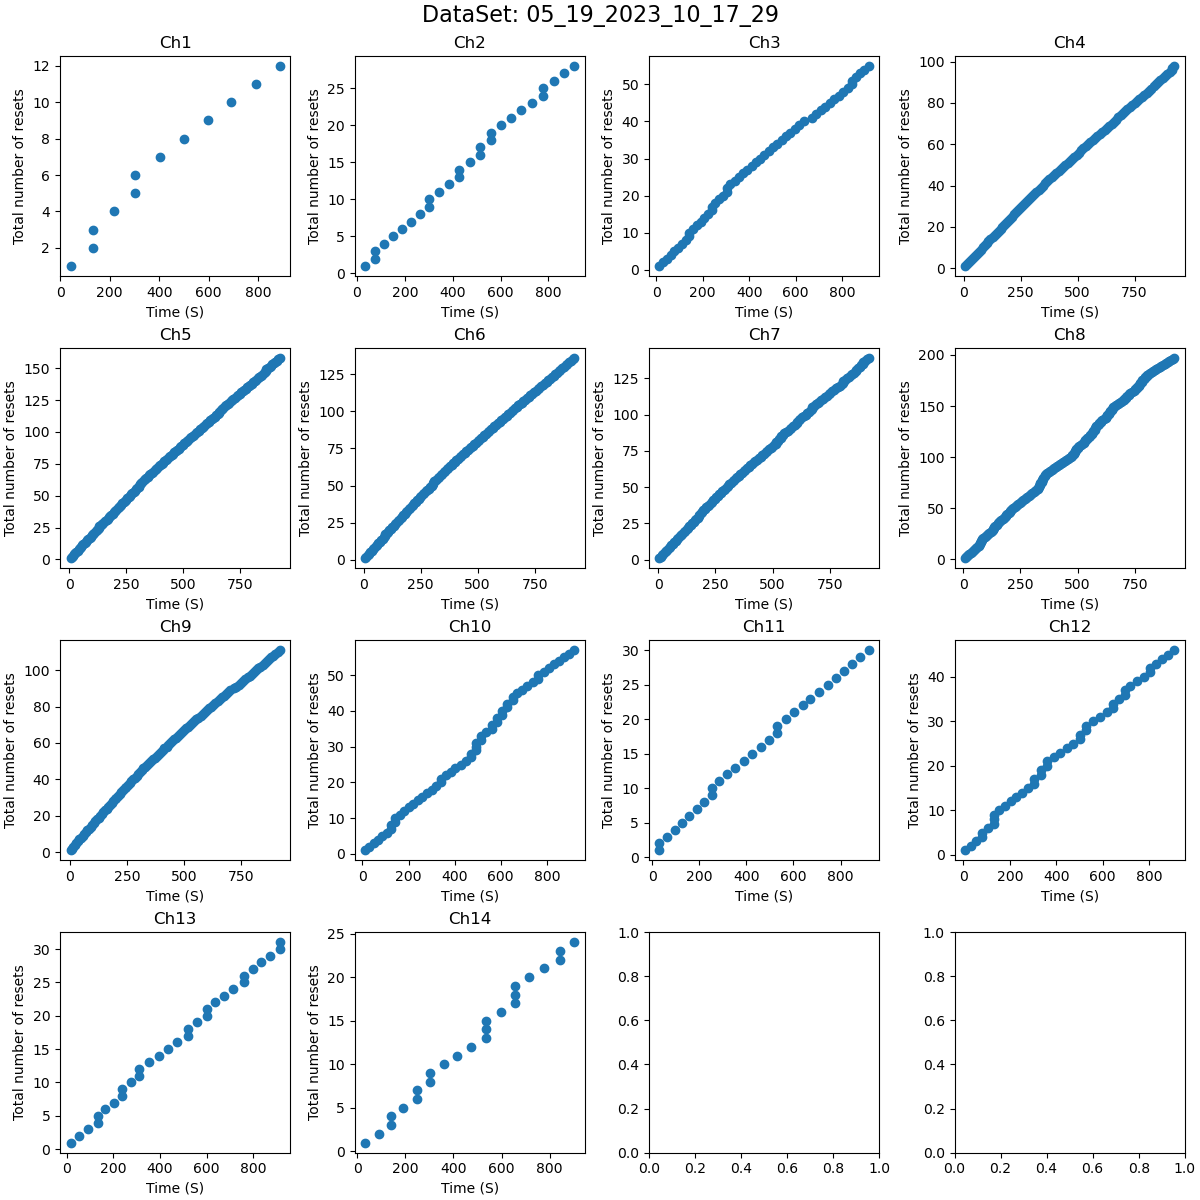 DataSet: 05_19_2023_10_17_29
Ch1
Ch2
Ch3
Ch4
Total number of resets
12
10
8
6
4
2
0 200 400 600 800
Time (S)
Total number of resets
25
20
15
10
5
0
0 200 400 600 800
Time (S)
Total number of resets
50
40
30
20
10
0
0 200 400 600 800
Time (S)
Total number of resets
100
80
60
40
20
0
0 250 500 750
Time (S)
Ch5
Ch6
Ch7
Ch8
Total number of resets
150
125
100
75
50
25
0
0 250 500 750
Time (S)
Total number of resets
125
100
75
50
25
0
0 250 500 750
Time (S)
Total number of resets
125
100
75
50
25
0
0 250 500 750
Time (S)
Total number of resets
200
150
100
50
0
0 250 500 750
Time (S)
Ch9
Ch10
Ch11
Ch12
Total number of resets
100
80
60
40
20
0
0 250 500 750
Time (S)
Total number of resets
50
40
30
20
10
0
0 200 400 600 800
Time (S)
Total number of resets
30
25
20
15
10
5
0
0 200 400 600 800
Time (S)
Total number of resets
40
30
20
10
0
0 200 400 600 800
Time (S)
Ch13
Ch14
Total number of resets
30
25
20
15
10
5
0
0 200 400 600 800
Time (S)
Total number of resets
25
20
15
10
5
0
0 200 400 600 800
Time (S)
1.0
0.8
0.6
0.4
0.2
0.0
0.0 0.2 0.4 0.6 0.8 1.0
1.0
0.8
0.6
0.4
0.2
0.0
0.0 0.2 0.4 0.6 0.8 1.0